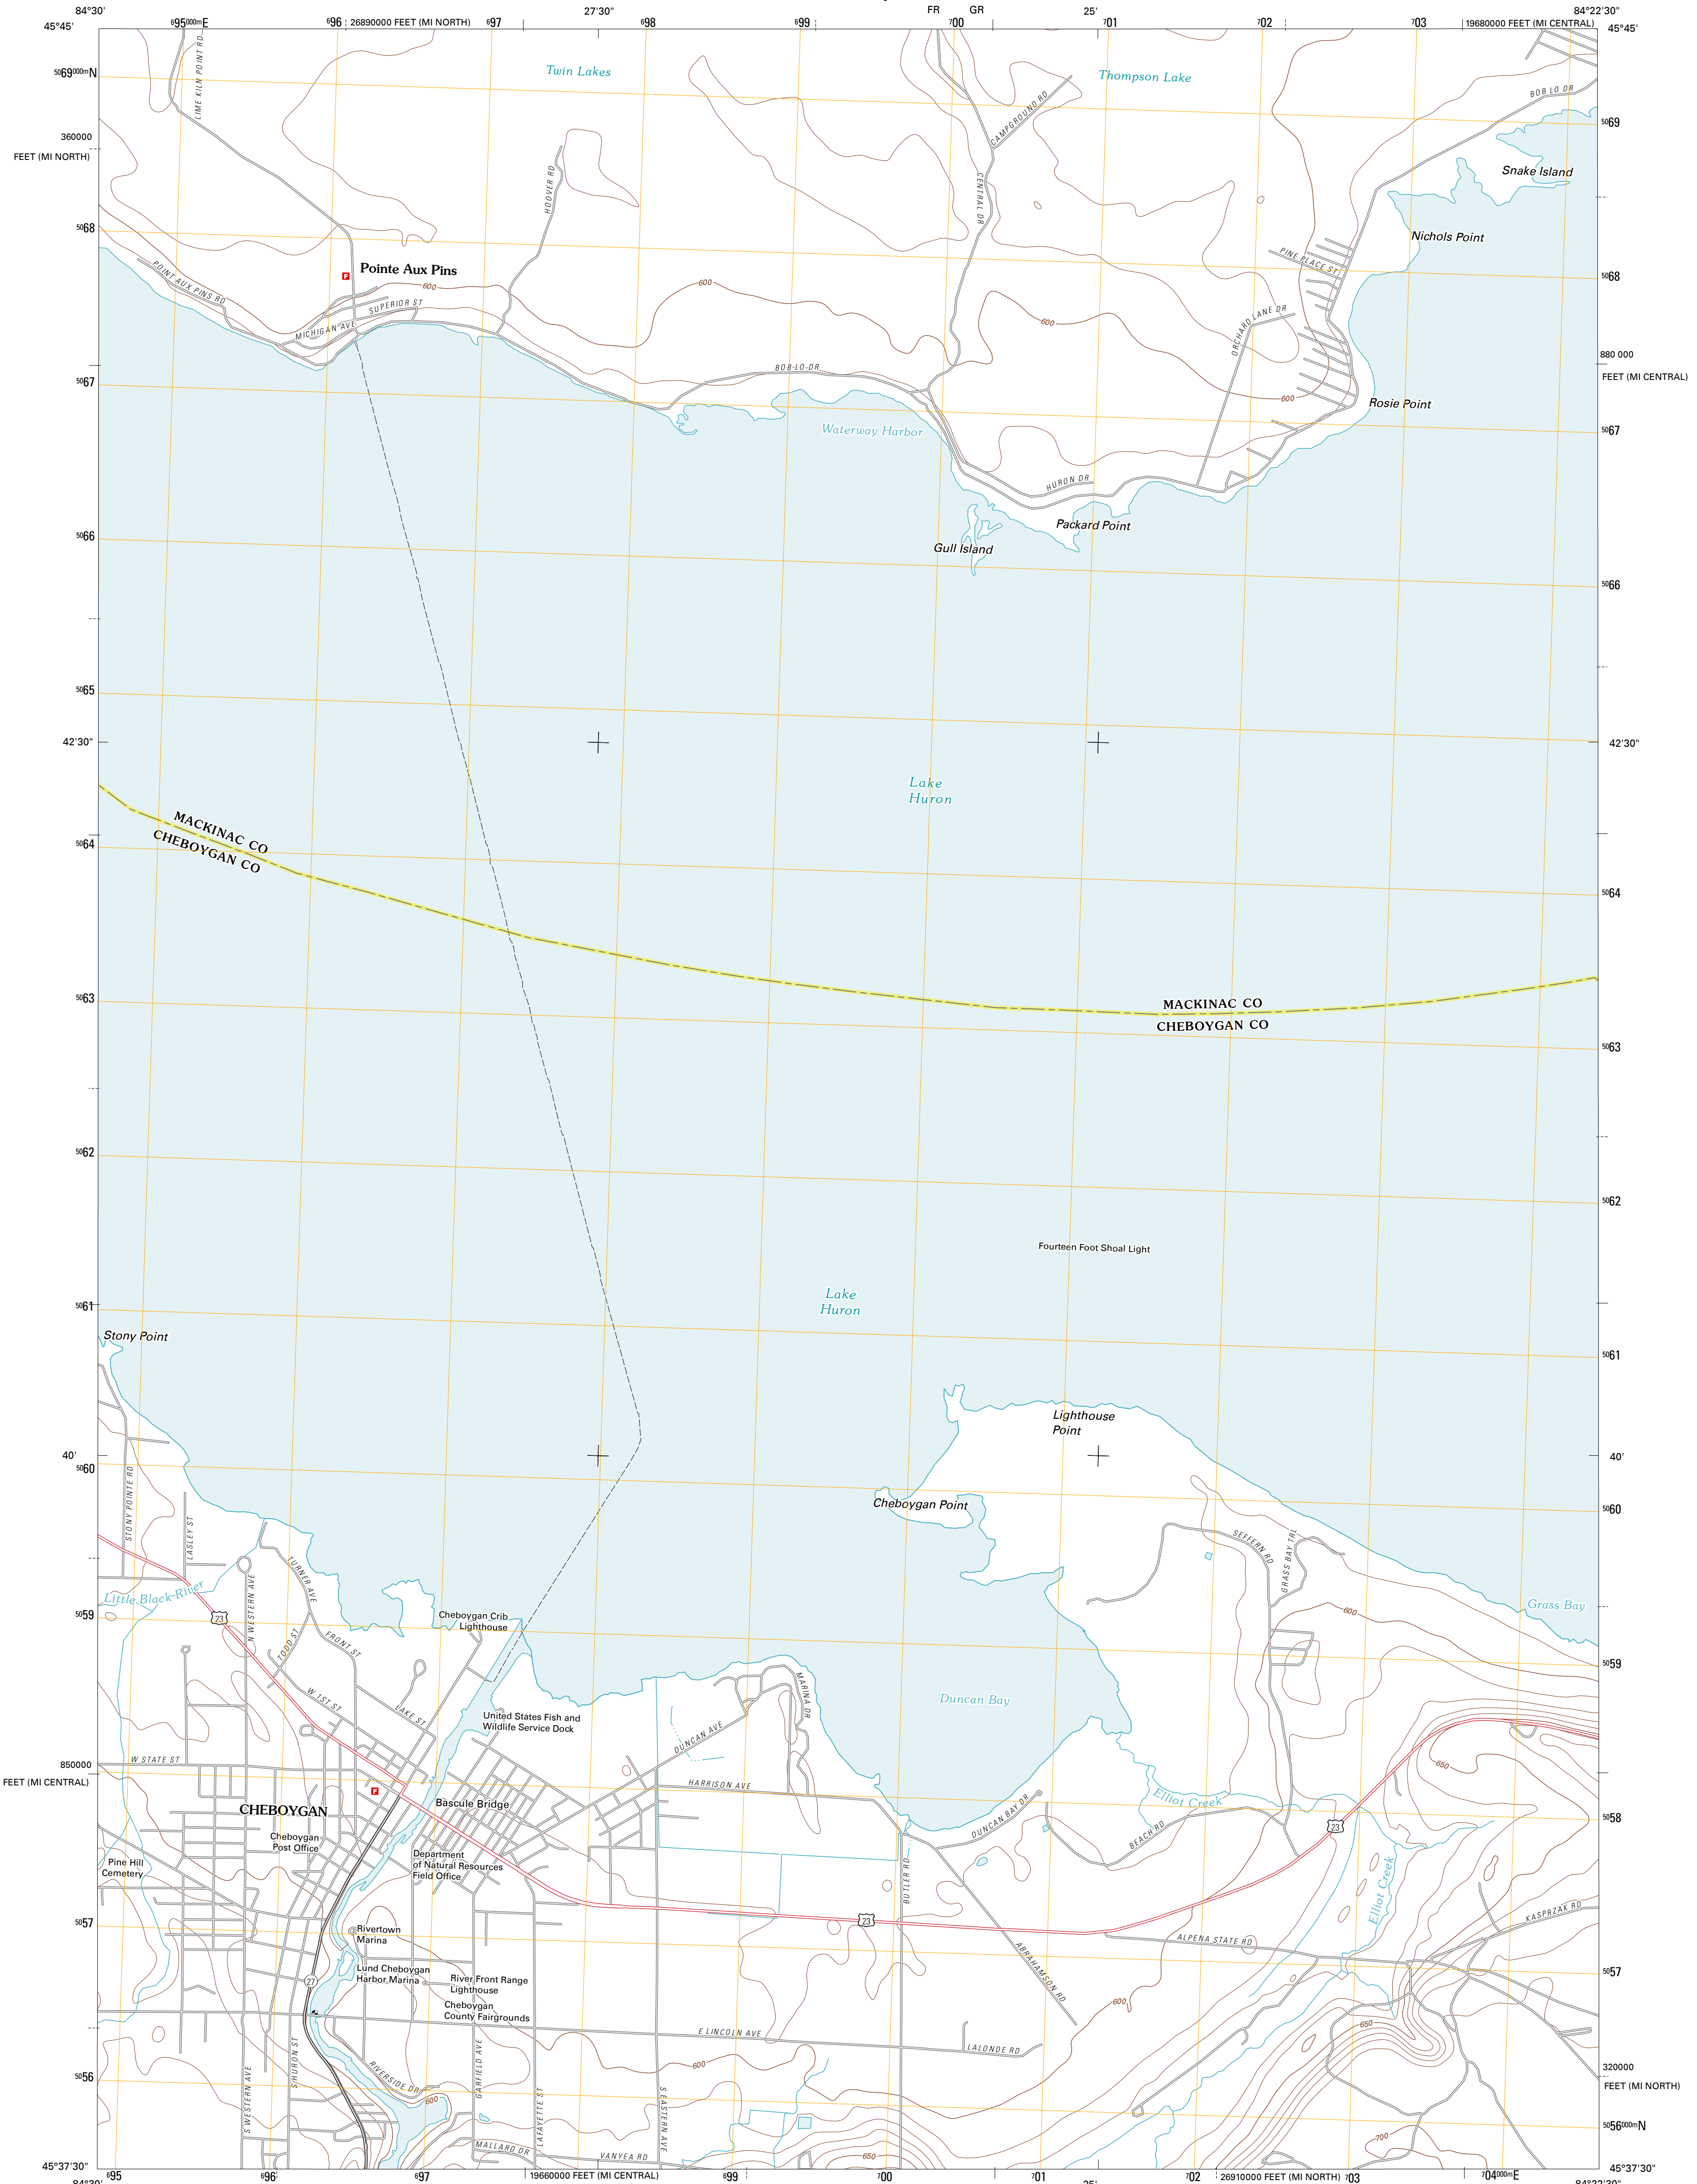 FR GR
84°30' ⁶95⁰⁰⁰ᵐE ⁶96 26890000 FEET (MI NORTH) ⁶97 27'30" ⁶98 ⁶99 ⁷00 25' ⁷02 ⁷03 19680000 FEET (MI CENTRAL) 84°22'30"
45°45' 45°45'
⁵⁰69⁰⁰⁰ᵐN
LIME KILN POINT RD
Twin Lakes
Thompson Lake
BOB LO DR
CAMPGROUND RD
⁵⁰69
360000
FEET (MI NORTH)
HOOVER RD
CENTRAL DR
Snake Island
⁵⁰68
Nichols Point
PINE PLACE ST
⁵⁰68
F
Pointe Aux Pins
POINT AUX PINS RD
600
600
SUPERIOR ST
MICHIGAN AVE
600
ORCHARD LANE DR
880 000
FEET (MI CENTRAL)
BOB-LO-DR
⁵⁰67
600
Rosie Point
Waterway Harbor
⁵⁰67
HURON DR
Packard Point
⁵⁰66
Gull Island
⁵⁰66
⁵⁰65
42'30" 42'30"
Lake
Huron
MACKINAC CO
CHEBOYGAN CO
⁵⁰64
⁵⁰64
⁵⁰63
MACKINAC CO
CHEBOYGAN CO
⁵⁰63
⁵⁰62
⁵⁰62
Fourteen Foot Shoal Light
Lake
Huron
⁵⁰61
Stony Point
⁵⁰61
Lighthouse
Point
40' 40'
⁵⁰60
Cheboygan Point
⁵⁰60
STONY POINTE RD
LASLEY ST
SEFFERN RD
GRASS BAY TRL
TURNER AVE
Little Black River
N WESTERN AVE
Grass Bay
600
⁵⁰59
23
Cheboygan Crib
Lighthouse
TODD ST
FRONT ST
⁵⁰59
W 1ST ST
LAKE ST
MARINA DR
Duncan Bay
United States Fish and
Wildlife Service Dock
DUNCAN AVE
W STATE ST
850000
FEET (MI CENTRAL)
650
HARRISON AVE
F
Elliot Creek
Bascule Bridge
CHEBOYGAN
DUNCAN BAY DR
BEACH RD
23
⁵⁰58
Cheboygan
Post Office
Department
of Natural Resources
Field Office
Pine Hill
Cemetery
BUTLER RD
Elliot Creek
⁵⁰57
KASPRZAK RD
23
Rivertown
Marina
ALPENA STATE RD
ABRAHAMSON RD
Lund Cheboygan
Harbor Marina
27
River Front Range
Lighthouse
⁵⁰57
600
Cheboygan
County Fairgrounds
650
E LINCOLN AVE
LALONDE RD
S HURON ST
600
RIVERSIDE DR
GARFIELD AVE
⁵⁰56
320000
FEET (MI NORTH)
S WESTERN AVE
600
LAFAYETTE ST
S EASTERN AVE
⁵⁰56⁰⁰⁰ᵐN
700
MALLARD DR
VANYEA RD
650
45°37'30" 45°37'30"
⁶95 ⁶96 ⁶97 19660000 FEET (MI CENTRAL) ⁶99 ⁷00 ⁷01 ⁷02 26910000 FEET (MI NORTH) ⁷03 ⁷04⁰⁰⁰ᵐE
84°30' 25' 84°22'30"